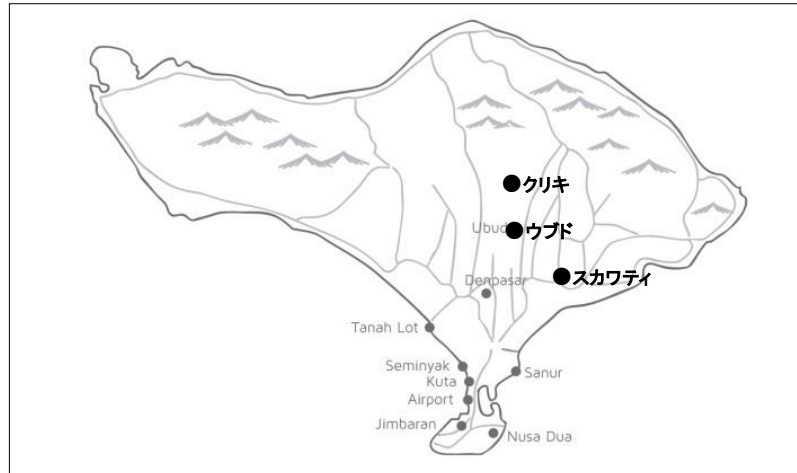 クリキ
Ubud
ウブド
スカワティ
Denpasar
Tanah Lot
Seminyak
Kuta
Sanur
Airport
Jimbaran
Nusa Dua